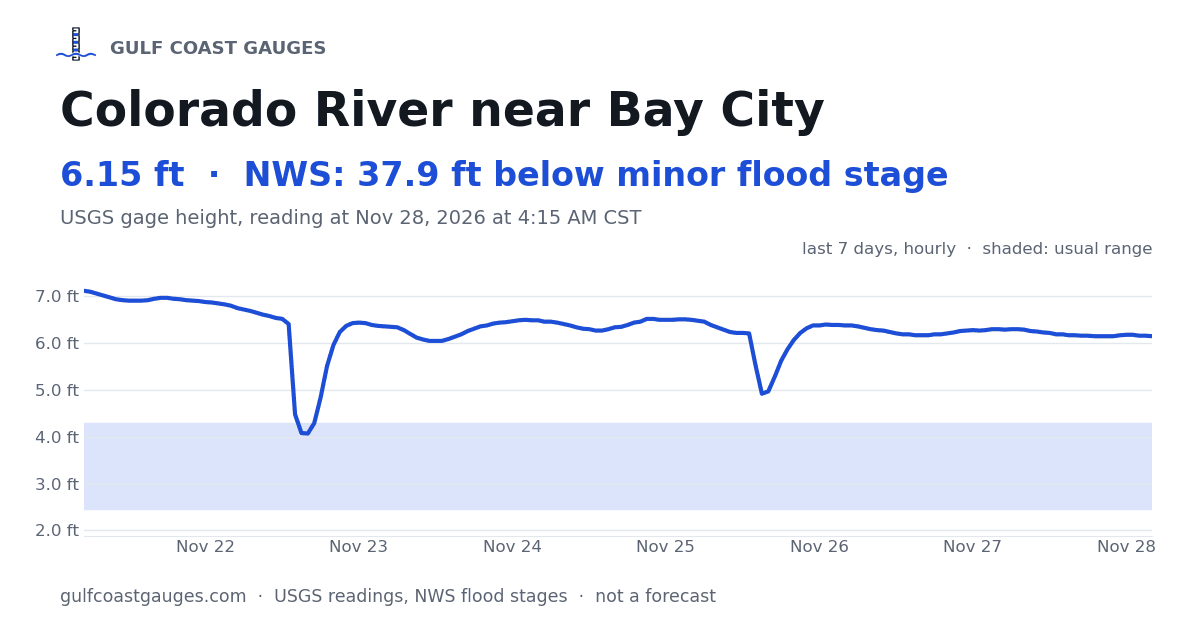 GULF COAST GAUGES
Colorado River near Bay City
6.15 ft · NWS: 37.9 ft below minor flood stage
USGS gage height, reading at Nov 28, 2026 at 4:15 AM CST
last 7 days, hourly · shaded: usual range
7.0 ft
6.0 ft
5.0 ft
4.0 ft
3.0 ft
2.0 ft
Nov 22 Nov 23 Nov 24 Nov 25 Nov 26 Nov 27 Nov 28
gulfcoastgauges.com · USGS readings, NWS flood stages · not a forecast